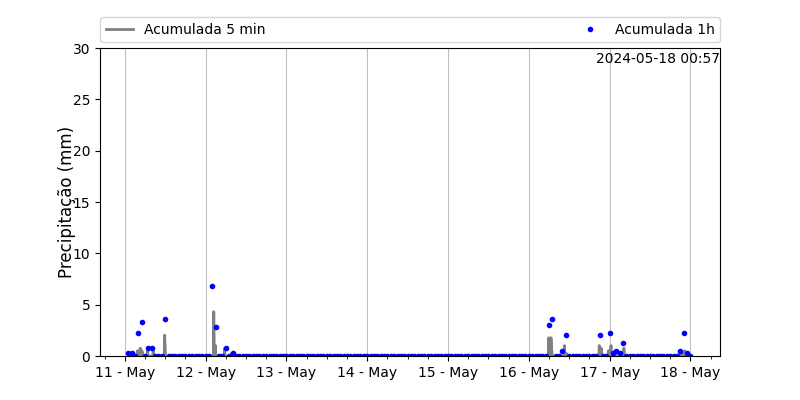 Acumulada 5 min
Acumulada 1h
2024-05-18 00:57
Precipitação (mm)
30
25
20
15
10
5
0
11 - May
12 - May
13 - May
14 - May
15 - May
16 - May
17 - May
18 - May